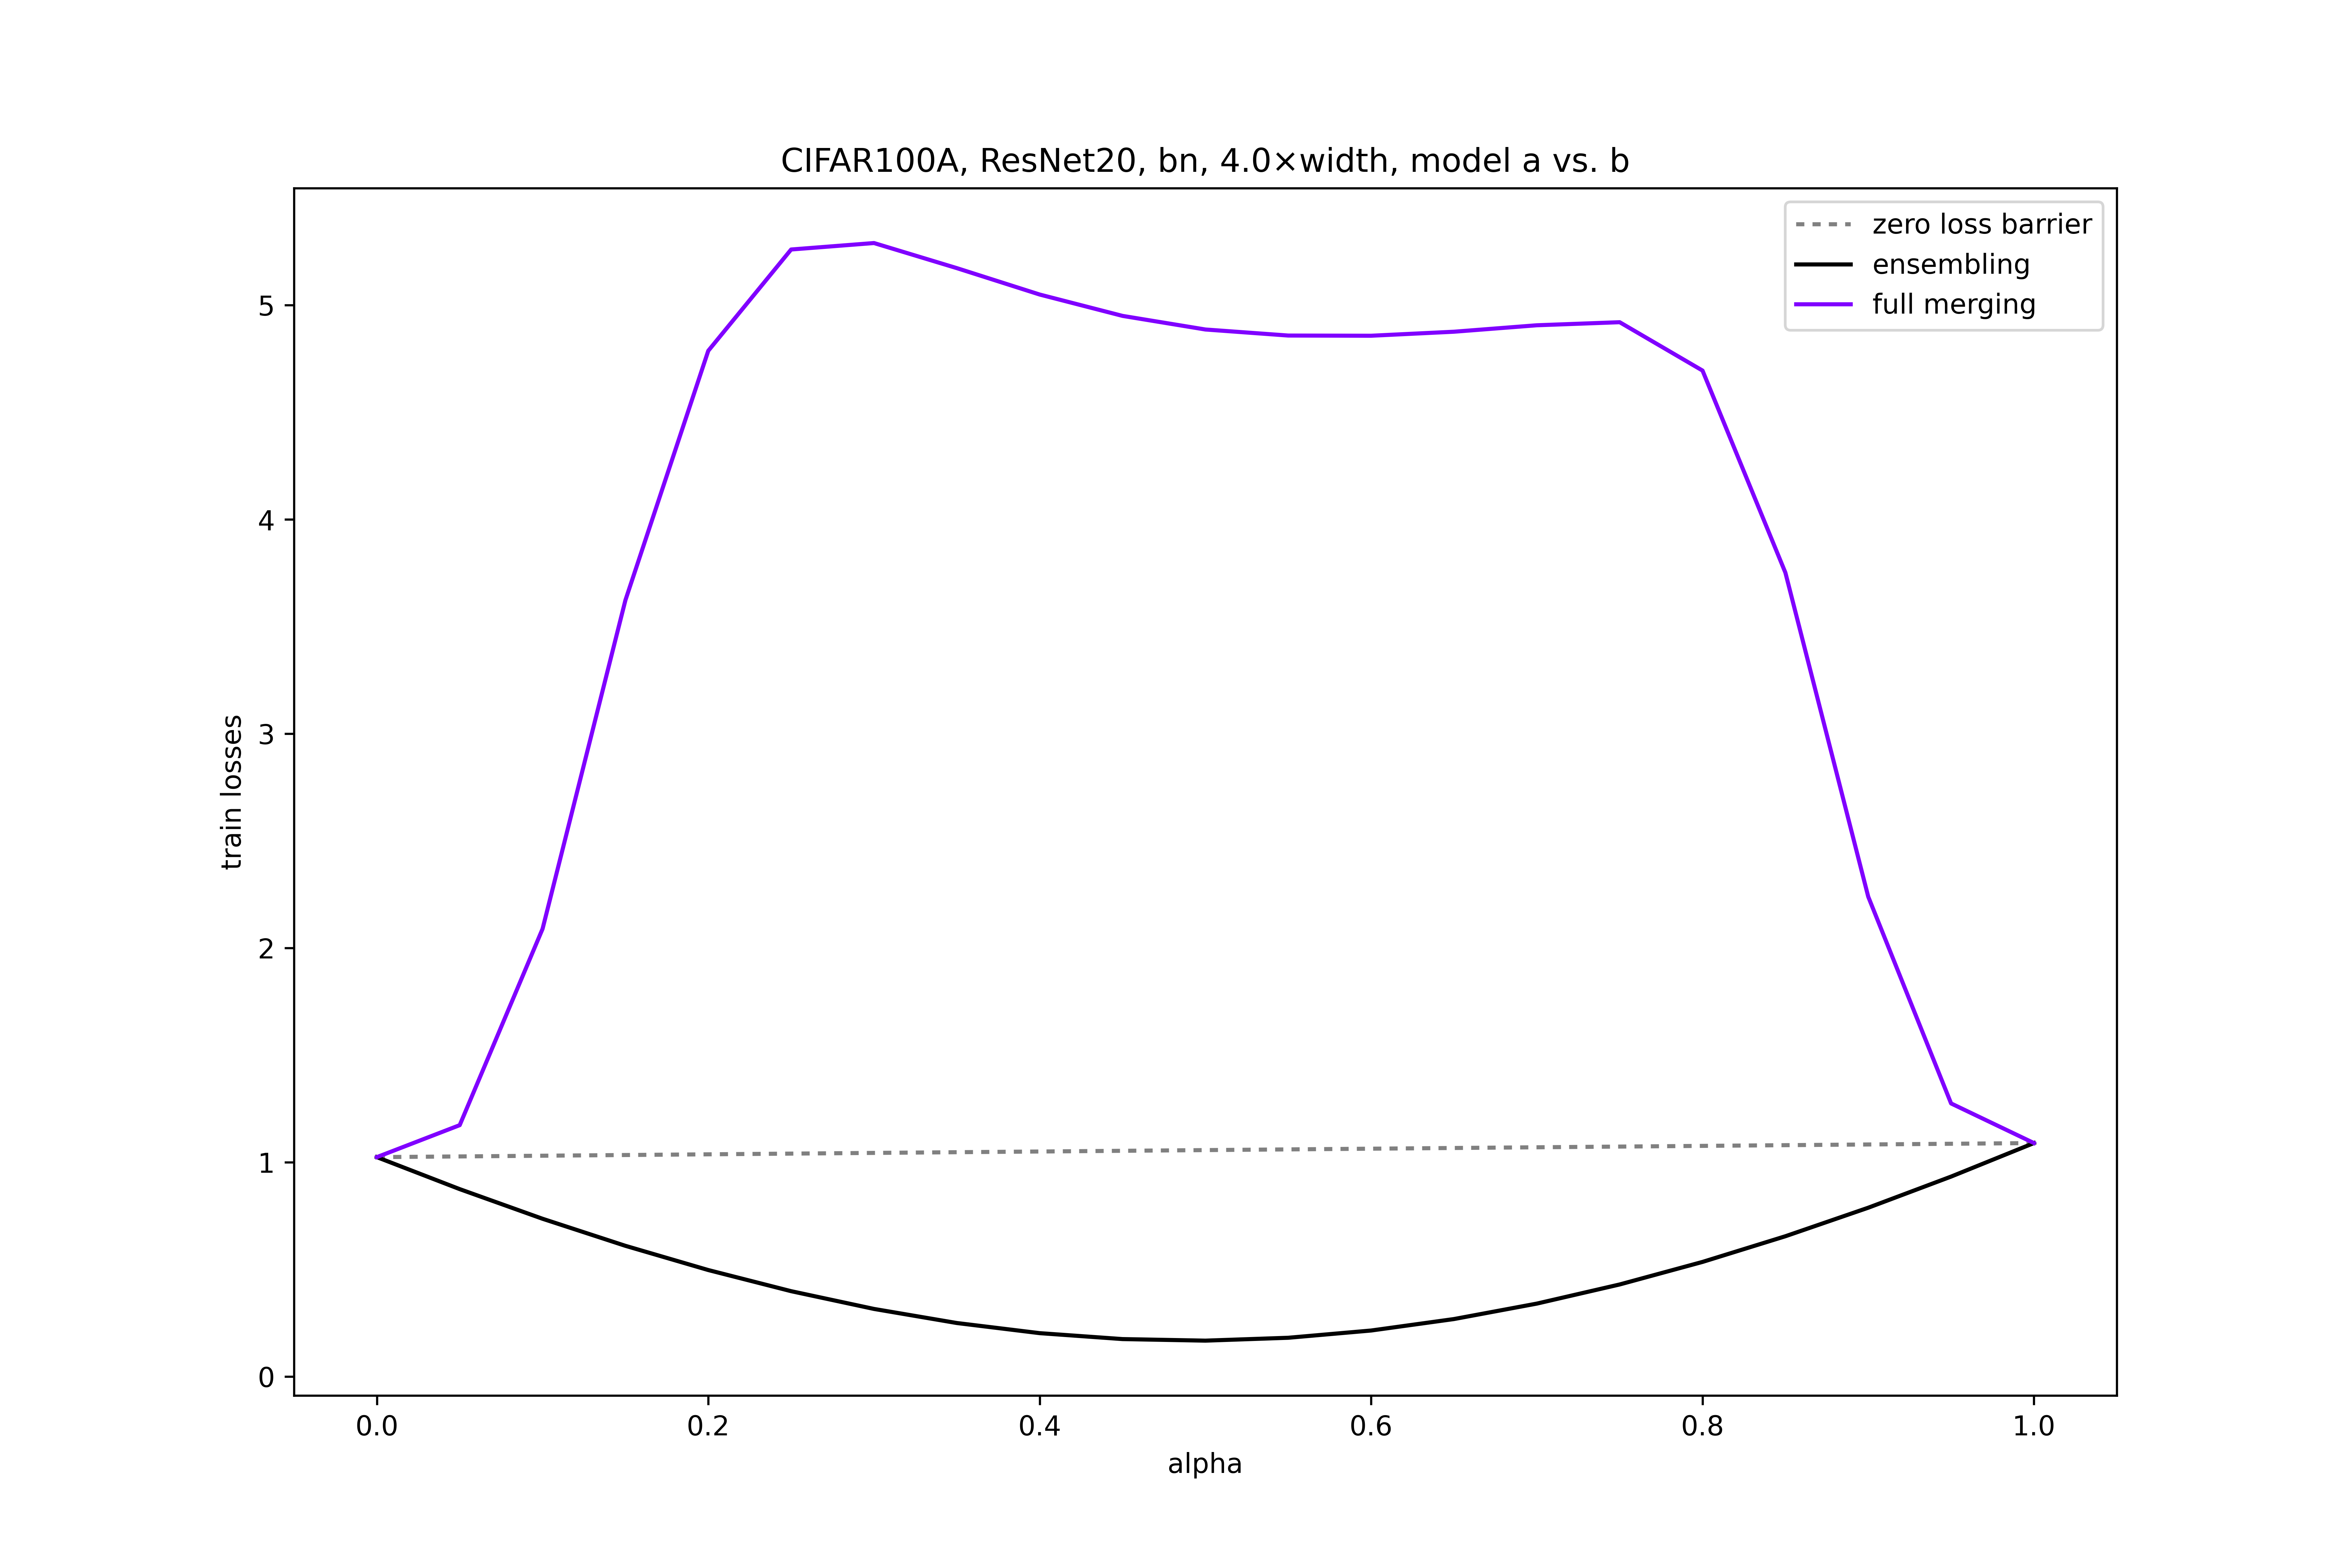 CIFAR100A, ResNet20, bn, 4.0×width, model a vs. b
zero loss barrier
ensembling
full merging
train losses
5
4
3
2
1
0
0.0 0.2 0.4 0.6 0.8 1.0
alpha